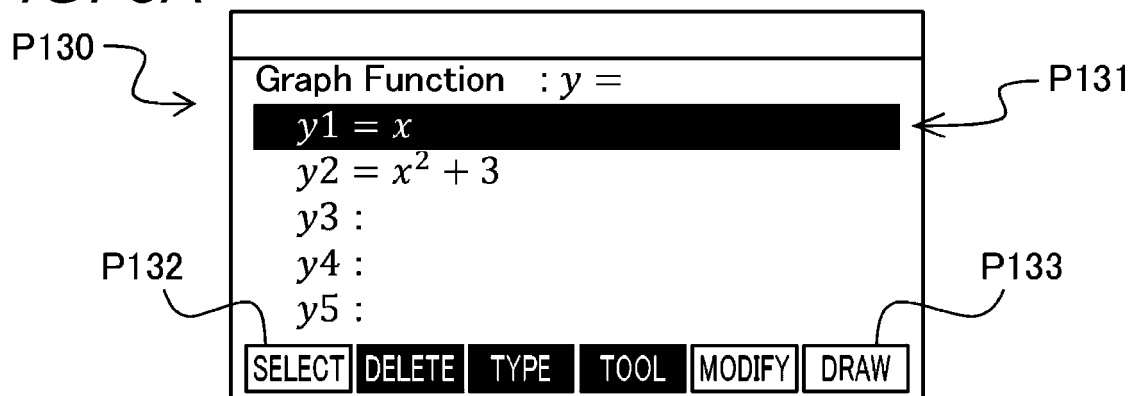 P130
Graph Function : y =
P131
y1 = x
y2 = x² + 3
y3 :
y4 :
P132
P133
y5 :
SELECT DELETE TYPE TOOL MODIFY DRAW